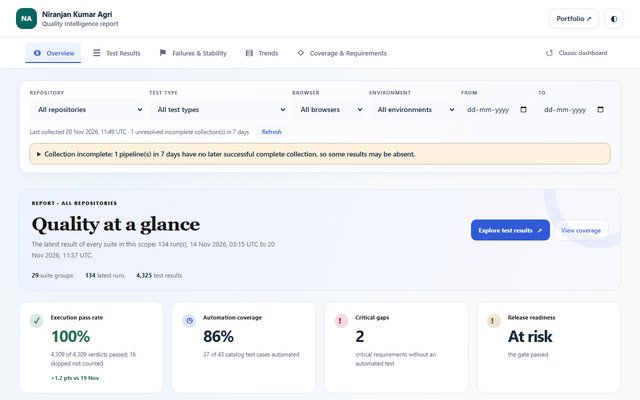 NA
Niranjan Kumar Agri
Quality Intelligence report
Portfolio ↗
Overview
Test Results
Failures & Stability
Trends
Coverage & Requirements
Classic dashboard
REPOSITORY
TEST TYPE
BROWSER
ENVIRONMENT
FROM
TO
All repositories
All test types
All browsers
All environments
dd-mm-yyyy
dd-mm-yyyy
Last collected 20 Nov 2026, 11:49 UTC · 1 unresolved incomplete collection(s) in 7 days
Refresh
▶ Collection incomplete: 1 pipeline(s) in 7 days have no later successful complete collection, so some results may be absent.
REPORT · ALL REPOSITORIES
Quality at a glance
The latest result of every suite in this scope: 134 run(s), 14 Nov 2026, 03:15 UTC to 20
Nov 2026, 11:37 UTC.
Explore test results ↗
View coverage
29 suite groups
134 latest runs
4,325 test results
Execution pass rate
100%
4,309 of 4,309 verdicts passed; 16
skipped not counted
+1.2 pts vs 19 Nov
Automation coverage
86%
37 of 43 catalog test cases automated
Critical gaps
2
critical requirements without an
automated test
Release readiness
At risk
the gate passed